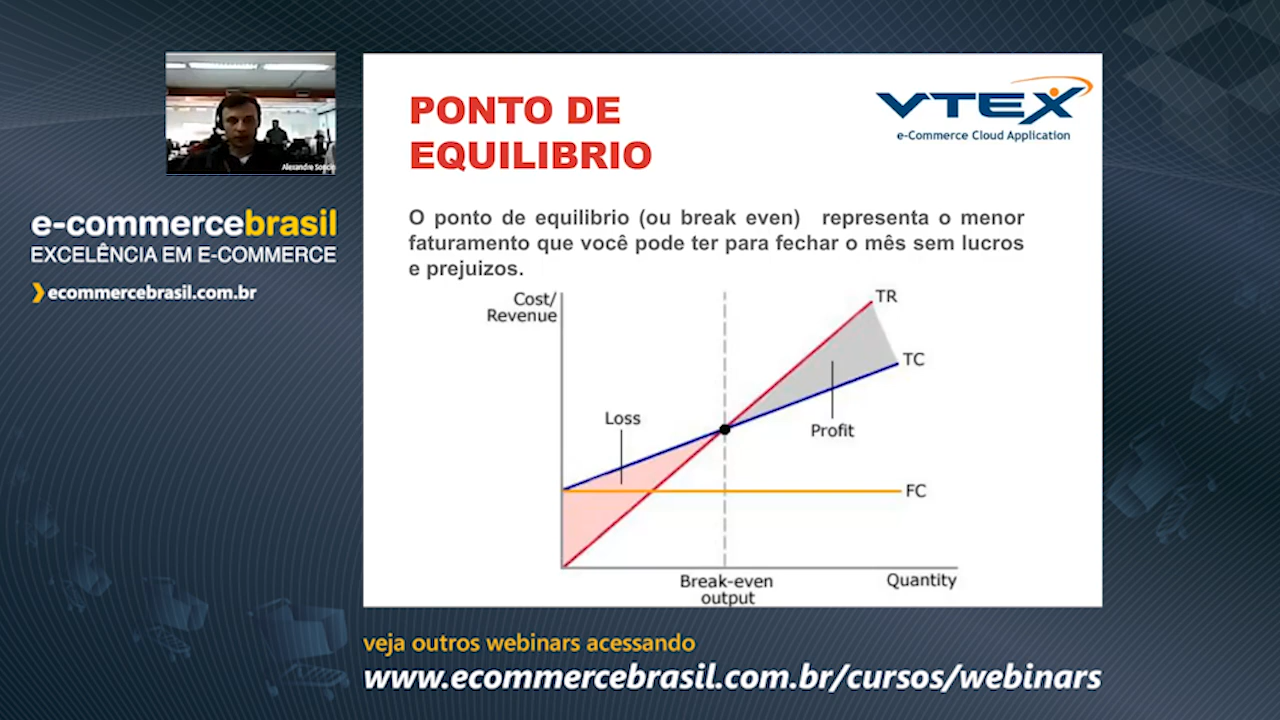 Alexandre Soncin
e-commercebrasil
EXCELÊNCIA EM E-COMMERCE
ecommercebrasil.com.br
PONTO DE
EQUILIBRIO
VTEX
e-Commerce Cloud Application
O ponto de equilibrio (ou break even) representa o menor
faturamento que você pode ter para fechar o mês sem lucros
e prejuizos.
Cost/
Revenue
TR
TC
Loss
Profit
FC
Break-even
output
Quantity
veja outros webinars acessando
www.ecommercebrasil.com.br/cursos/webinars